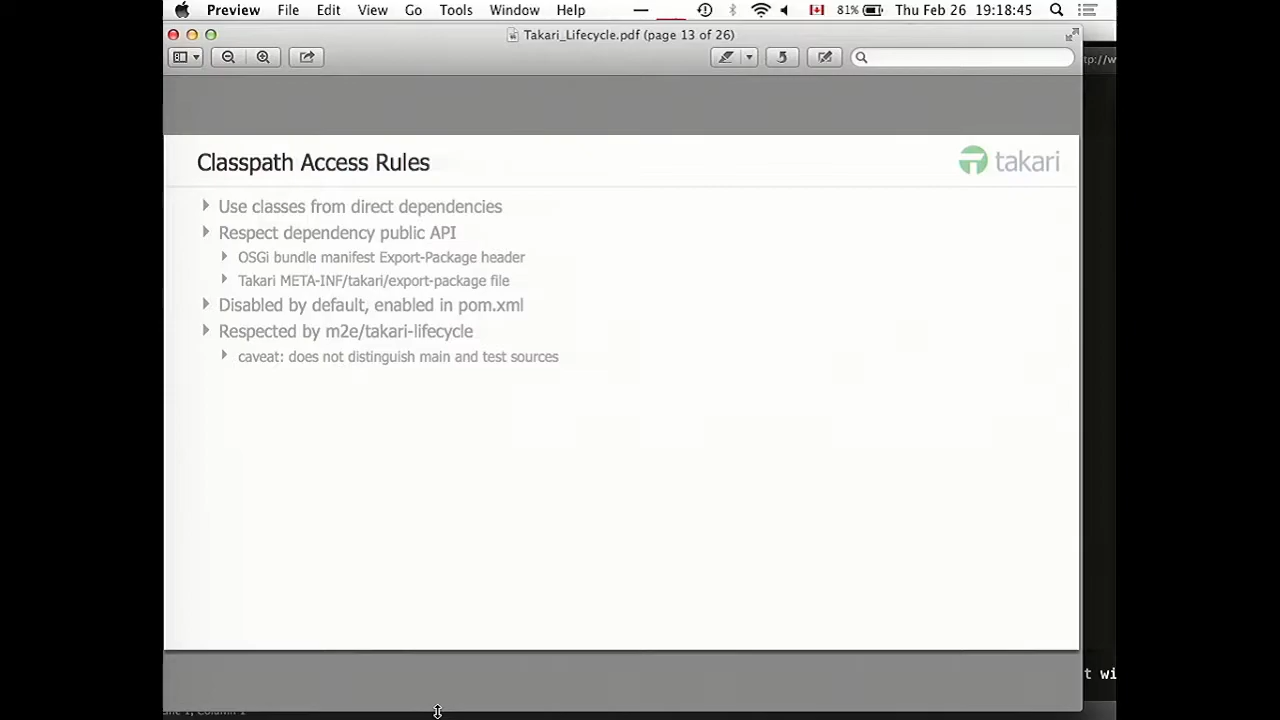 Preview File Edit View Go Tools Window Help 81% Thu Feb 26 19:18:45
Takari_Lifecycle.pdf (page 13 of 26)
Classpath Access Rules
takari
Use classes from direct dependencies
Respect dependency public API
OSGi bundle manifest Export-Package header
Takari META-INF/takari/export-package file
Disabled by default, enabled in pom.xml
Respected by m2e/takari-lifecycle
caveat: does not distinguish main and test sources